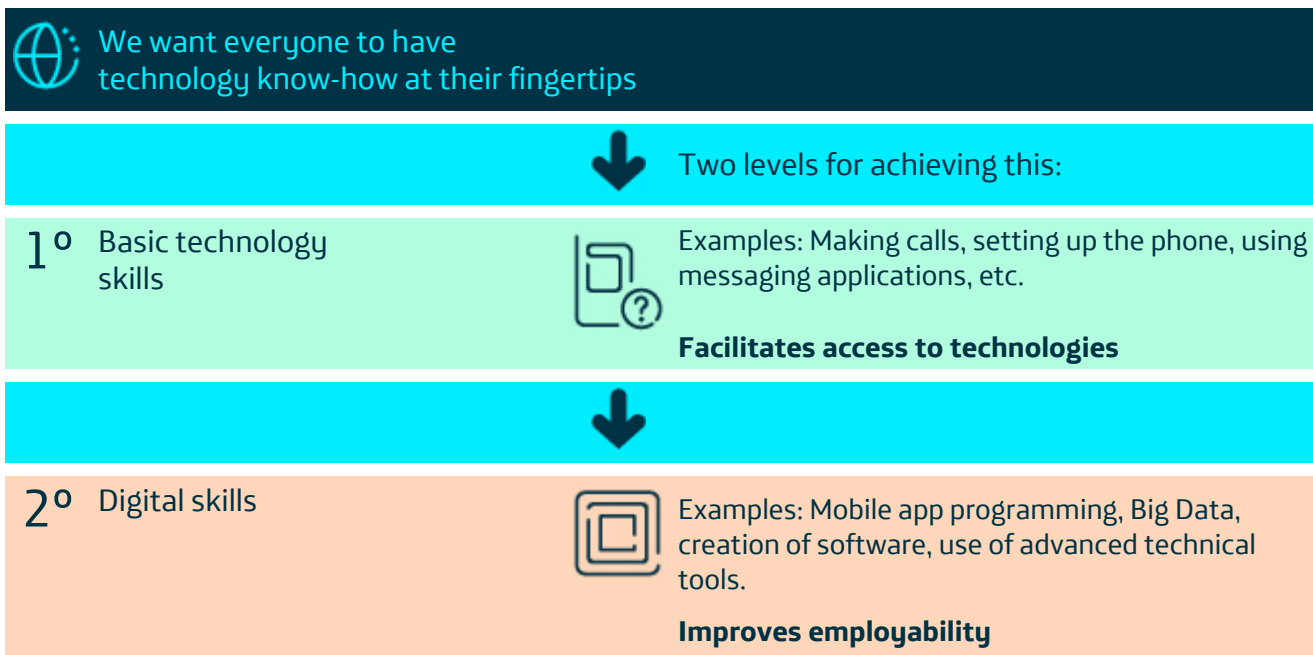 We want everyone to have
technology know-how at their fingertips
Two levels for achieving this:
1º Basic technology
skills
Examples: Making calls, setting up the phone, using
messaging applications, etc.
Facilitates access to technologies
2º Digital skills
Examples: Mobile app programming, Big Data,
creation of software, use of advanced technical
tools.
Improves employability